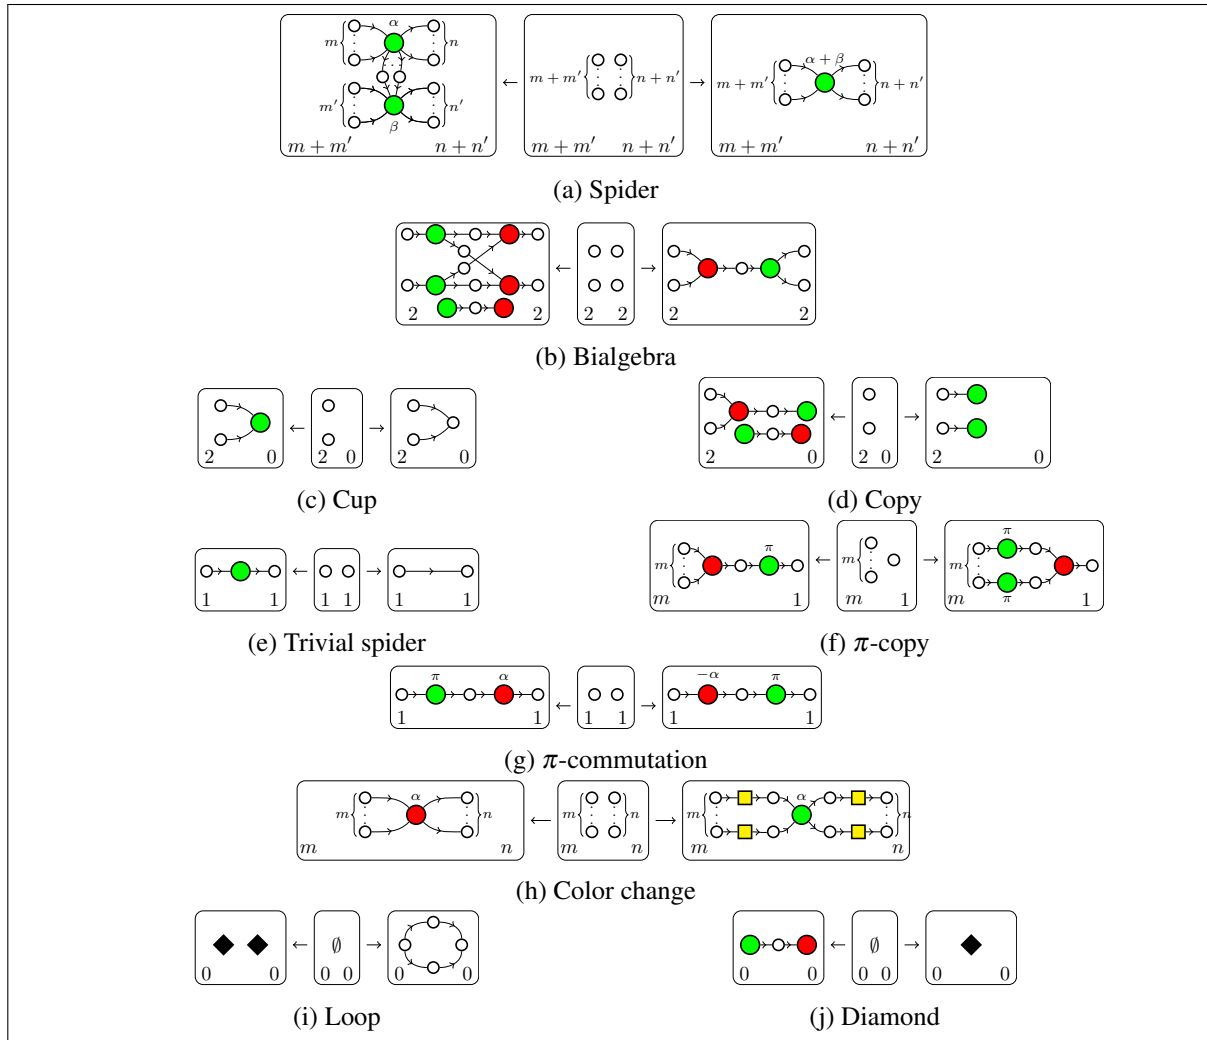 α
m n
m′ n′
β
m + m′ n + n′
←
m + m′ n + n′
m + m′ n + n′
→
α + β
m + m′ n + n′
m + m′ n + n′
(a) Spider
2 2 ← 2 2 → 2 2
(b) Bialgebra
2 0 ← 2 0 → 2 0
(c) Cup
2 0 ← 2 0 → 2 0
(d) Copy
1 1 ← 1 1 → 1 1
(e) Trivial spider
π
m
m 1
←
m
m 1
→
π
m
π
m 1
(f) π-copy
π α −α π
1 1 ← 1 1 → 1 1
(g) π-commutation
α
m n
m n
←
m n
m n
→
α
m n
m n
(h) Color change
∅
0 0 ← 0 0 → 0 0
(i) Loop
∅
0 0 ← 0 0 → 0 0
(j) Diamond